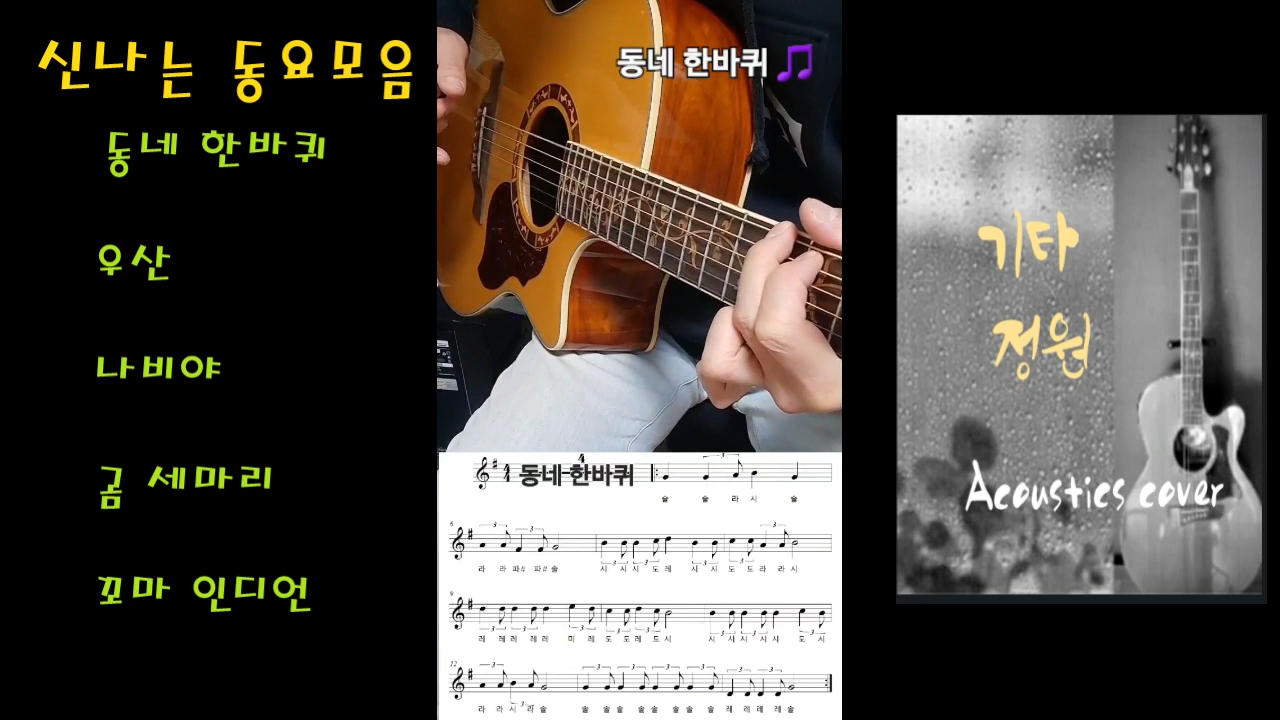 신나는 동요모음
동네 한바퀴
우산
나비야
곰 세마리
꼬마 인디언
동네 한바퀴
기타
정원
Acoustics cover
동네 한바퀴
4
솔 솔 라 시 솔
6
라 라 파# 파# 솔 시 시 시 도 레 시 시 도 도 라 라 시
9
레 레 레 레 레 미 레 도 도 레 도 시 시 시 시 시 시 도 시
12
라 라 시 라 솔 솔 솔 솔 솔 솔 솔 솔 솔 레 레 레 레 솔